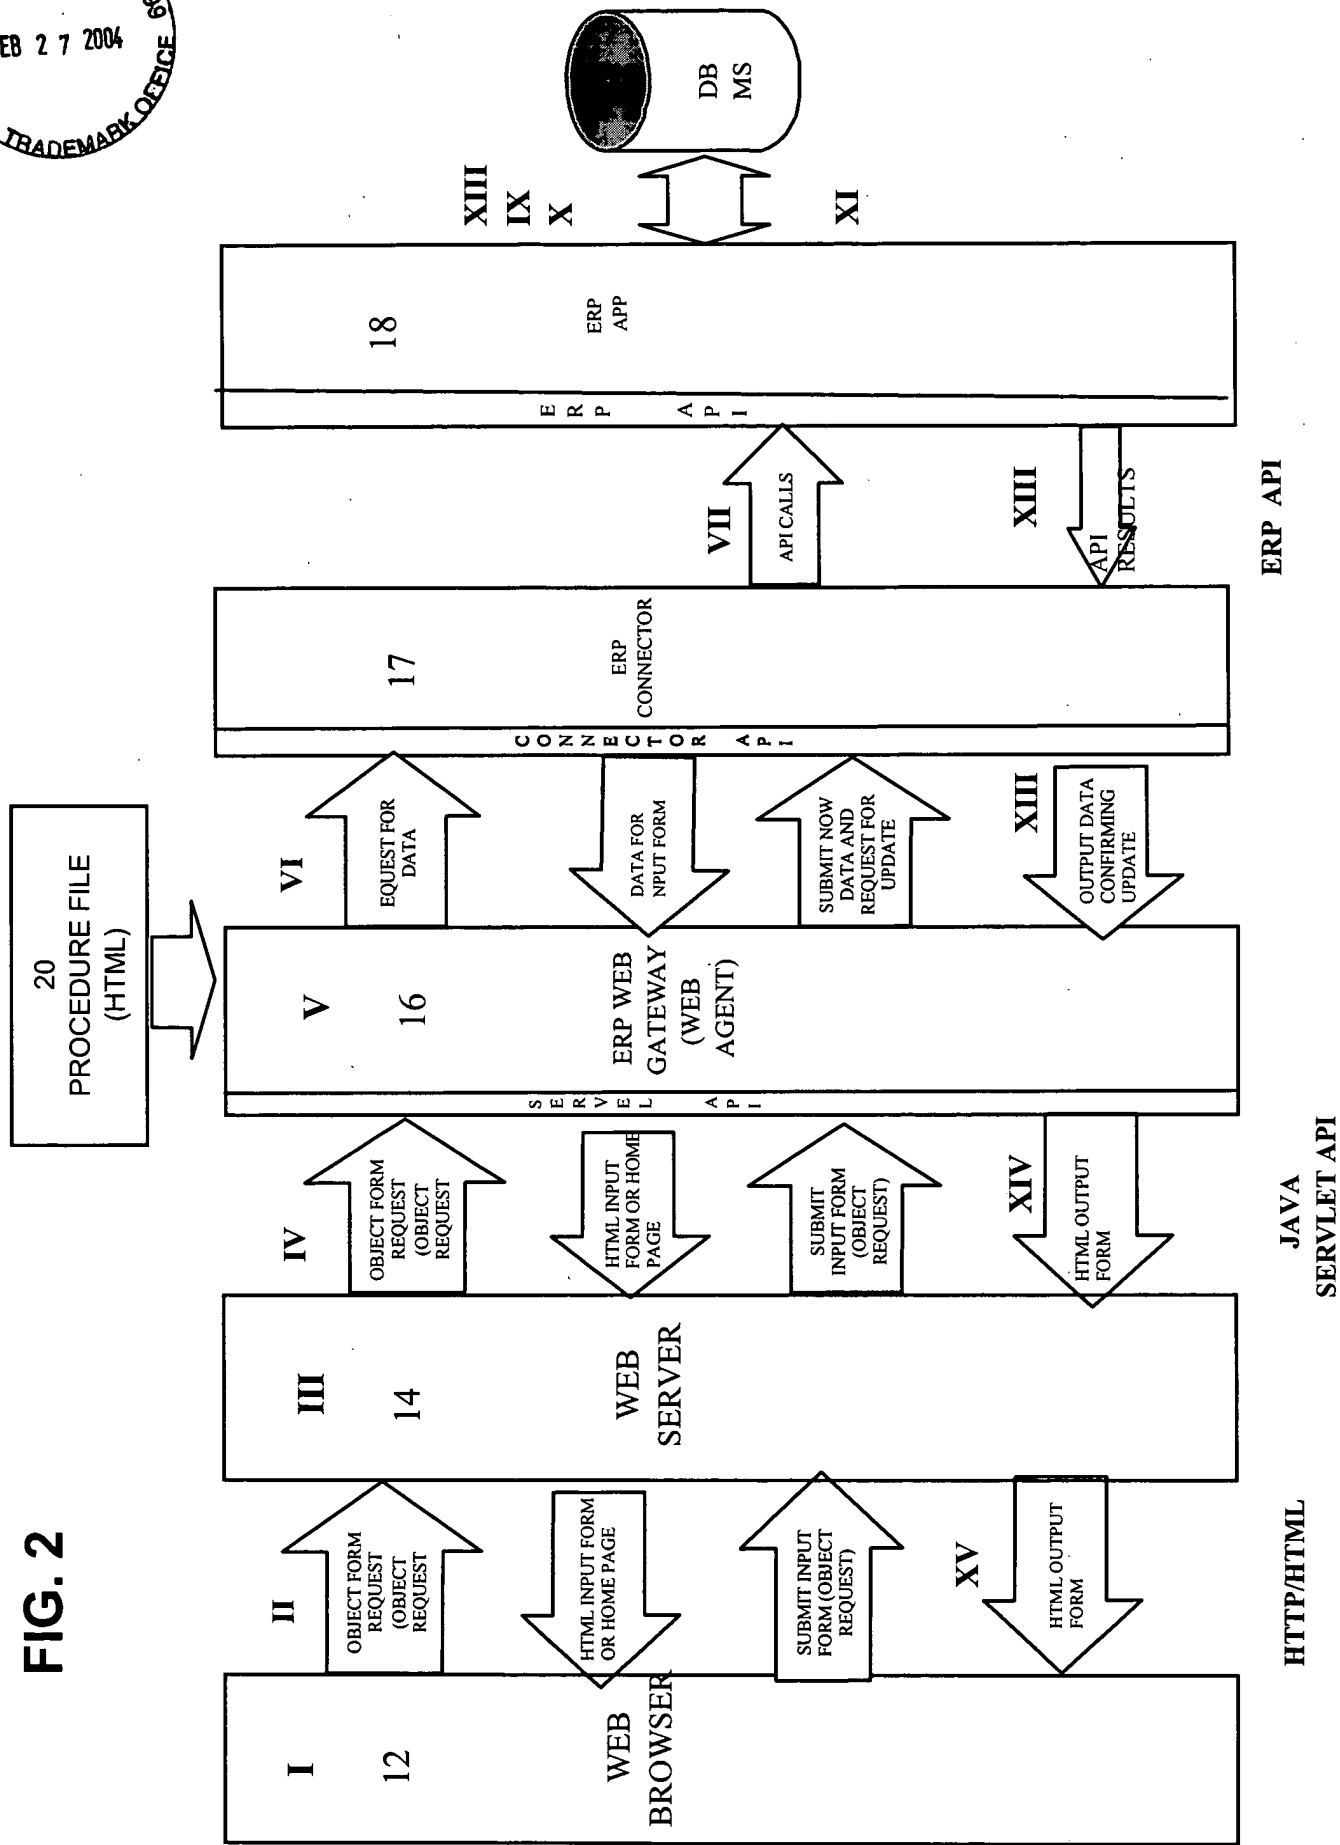 EB 2 7 2004
TRADEMARK OFFICE
FIG. 2
20
PROCEDURE FILE
(HTML)
I
12
WEB
BROWSER
II
OBJECT FORM
REQUEST
(OBJECT
REQUEST
HTML INPUT FORM
OR HOME PAGE
SUBMIT INPUT
FORM (OBJECT
REQUEST)
XV
HTML OUTPUT
FORM
HTTP/HTML
III
14
WEB
SERVER
IV
OBJECT FORM
REQUEST
(OBJECT
REQUEST
HTML INPUT
FORM OR HOME
PAGE
SUBMIT
INPUT FORM
(OBJECT
REQUEST)
XIV
HTML OUTPUT
FORM
JAVA
SERVLET API
SERVEL API
V
16
ERP WEB
GATEWAY
(WEB
AGENT)
VI
EQUEST FOR
DATA
DATA FOR
NPUT FORM
SUBMIT NOW
DATA AND
REQUEST FOR
UPDATE
XIII
OUTPUT DATA
CONFIRMING
UPDATE
CONNECTOR API
17
ERP
CONNECTOR
VII
API CALLS
XIII
API
RESULTS
ERP API
ERP API
18
ERP
APP
XIII
IX
X
XI
DB
MS